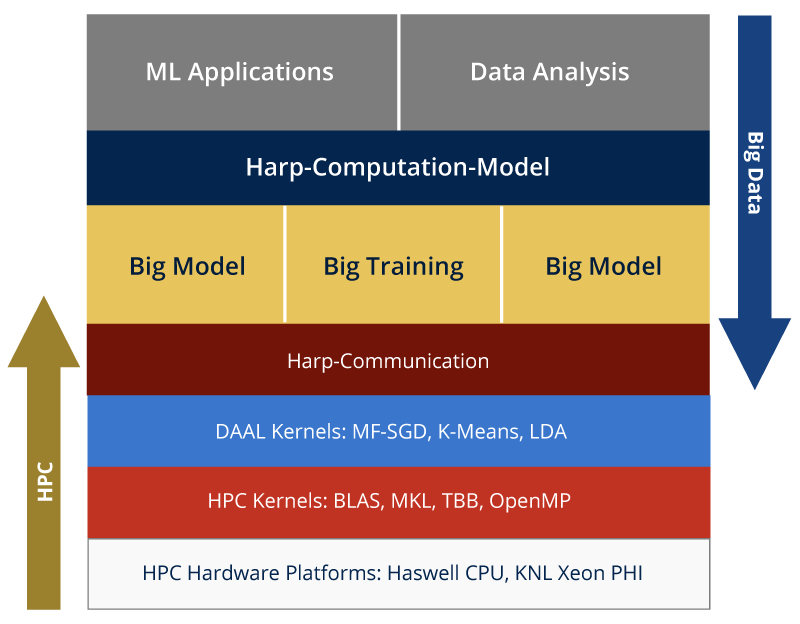 ML Applications
Data Analysis
Harp-Computation-Model
Big Model
Big Training
Big Model
Harp-Communication
DAAL Kernels: MF-SGD, K-Means, LDA
HPC Kernels: BLAS, MKL, TBB, OpenMP
HPC Hardware Platforms: Haswell CPU, KNL Xeon PHI
HPC
Big Data